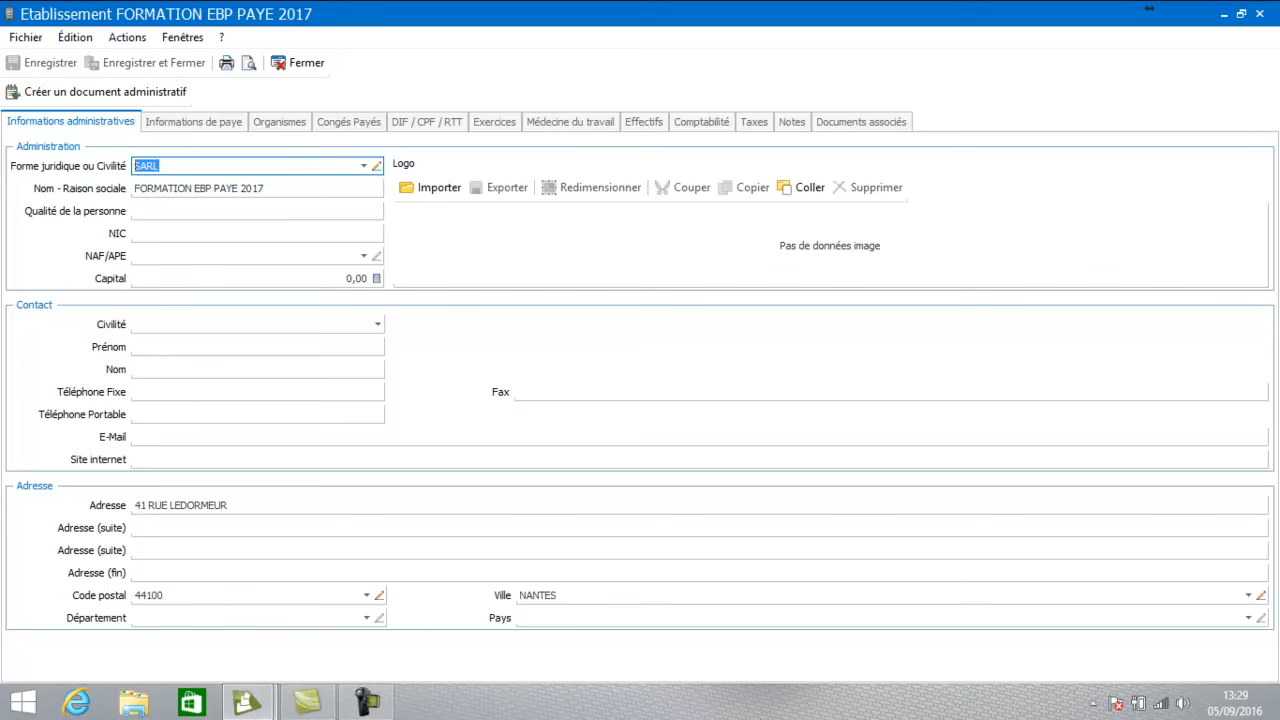 Etablissement FORMATION EBP PAYE 2017
Fichier Édition Actions Fenêtres ?
Enregistrer Enregistrer et Fermer Fermer
Créer un document administratif
Informations administratives Informations de paye Organismes Congés Payés DIF / CPF / RTT Exercices Médecine du travail Effectifs Comptabilité Taxes Notes Documents associés
Administration
Forme juridique ou Civilité SARL
Nom - Raison sociale FORMATION EBP PAYE 2017
Qualité de la personne
NIC
NAF/APE
Capital 0,00
Logo
Importer Exporter Redimensionner Couper Copier Coller Supprimer
Pas de données image
Contact
Civilité
Prénom
Nom
Téléphone Fixe Fax
Téléphone Portable
E-Mail
Site internet
Adresse
Adresse 41 RUE LEDORMEUR
Adresse (suite)
Adresse (suite)
Adresse (fin)
Code postal 44100 Ville NANTES
Département Pays
13:29
05/09/2016